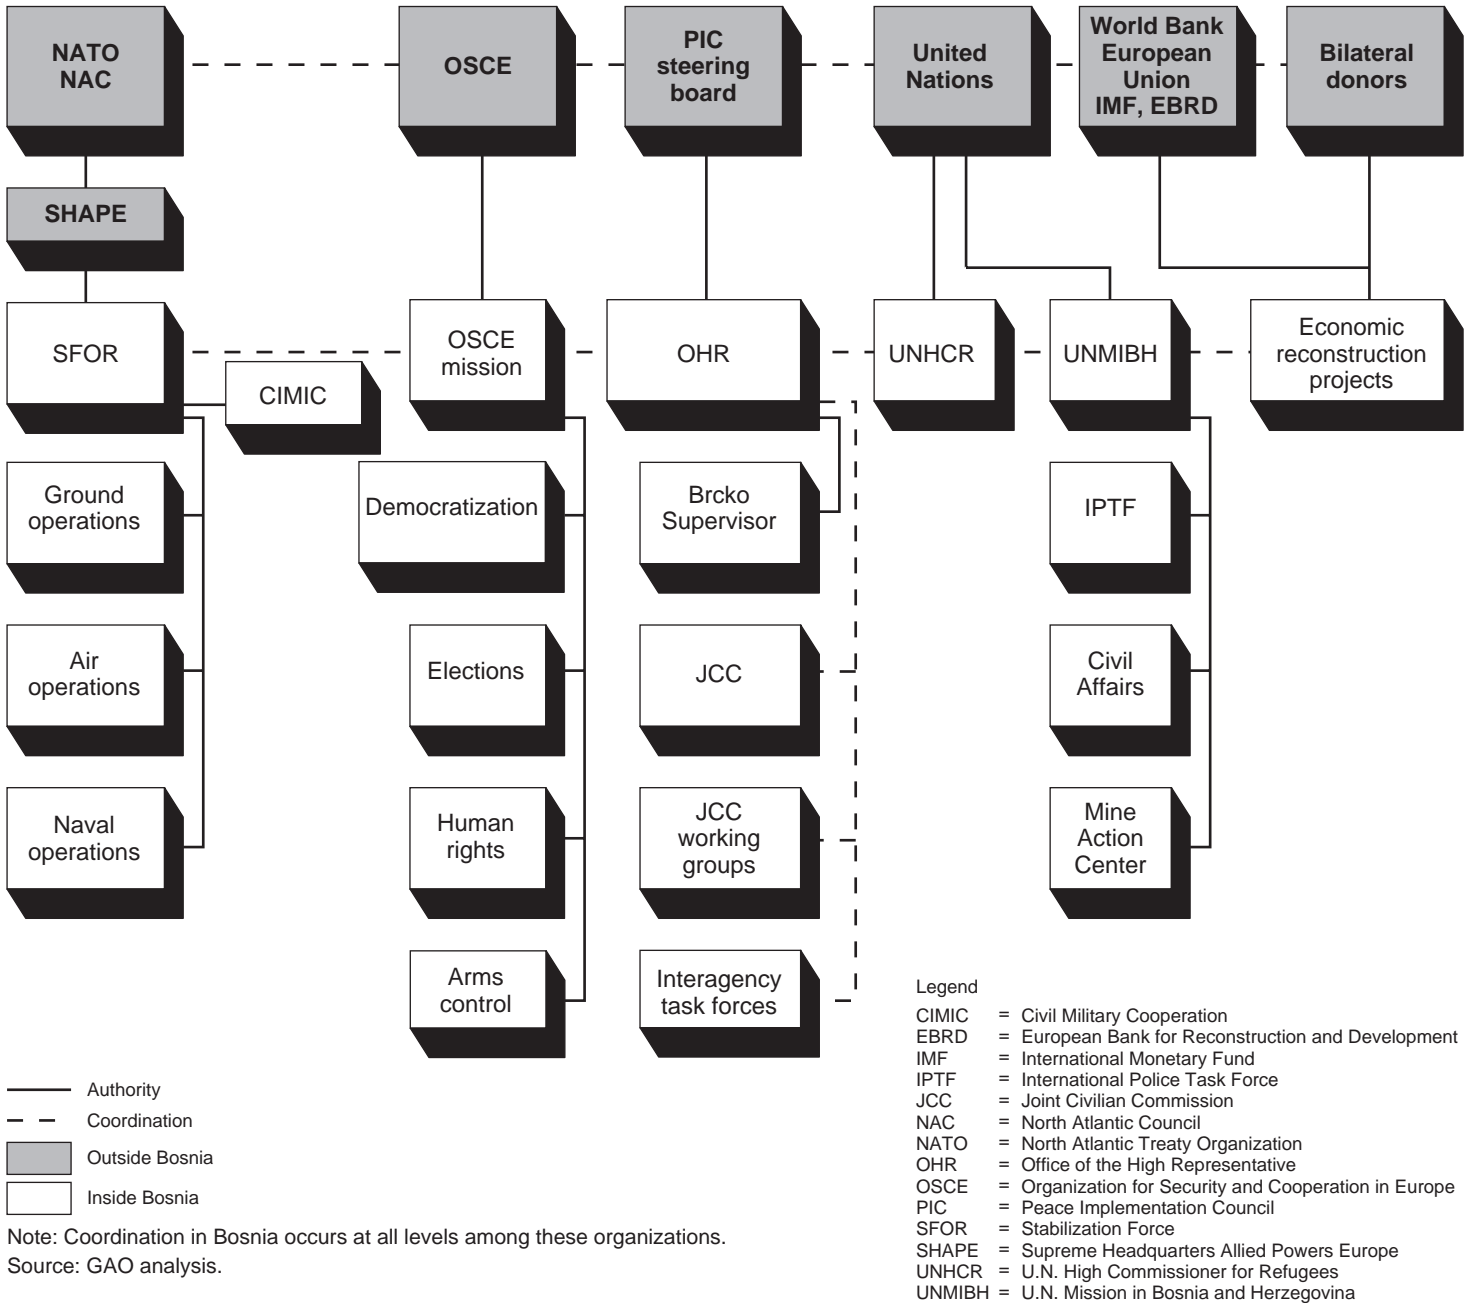 NATO
NAC
OSCE
PIC
steering
board
United
Nations
World Bank
European
Union
IMF, EBRD
Bilateral
donors
SHAPE
SFOR
CIMIC
OSCE
mission
OHR
UNHCR
UNMIBH
Economic
reconstruction
projects
Ground
operations
Democratization
Brcko
Supervisor
IPTF
Air
operations
Elections
JCC
Civil
Affairs
Naval
operations
Human
rights
JCC
working
groups
Mine
Action
Center
Arms
control
Interagency
task forces
Authority
Coordination
Outside Bosnia
Inside Bosnia
Note: Coordination in Bosnia occurs at all levels among these organizations.
Source: GAO analysis.
Legend
CIMIC = Civil Military Cooperation
EBRD = European Bank for Reconstruction and Development
IMF = International Monetary Fund
IPTF = International Police Task Force
JCC = Joint Civilian Commission
NAC = North Atlantic Council
NATO = North Atlantic Treaty Organization
OHR = Office of the High Representative
OSCE = Organization for Security and Cooperation in Europe
PIC = Peace Implementation Council
SFOR = Stabilization Force
SHAPE = Supreme Headquarters Allied Powers Europe
UNHCR = U.N. High Commissioner for Refugees
UNMIBH = U.N. Mission in Bosnia and Herzegovina